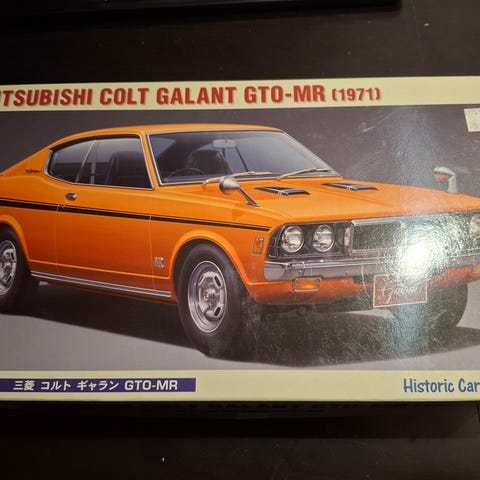 TSUBISHI COLT GALANT GTO-MR (1971)
三菱 コルト ギャラン GTO-MR
Historic Car